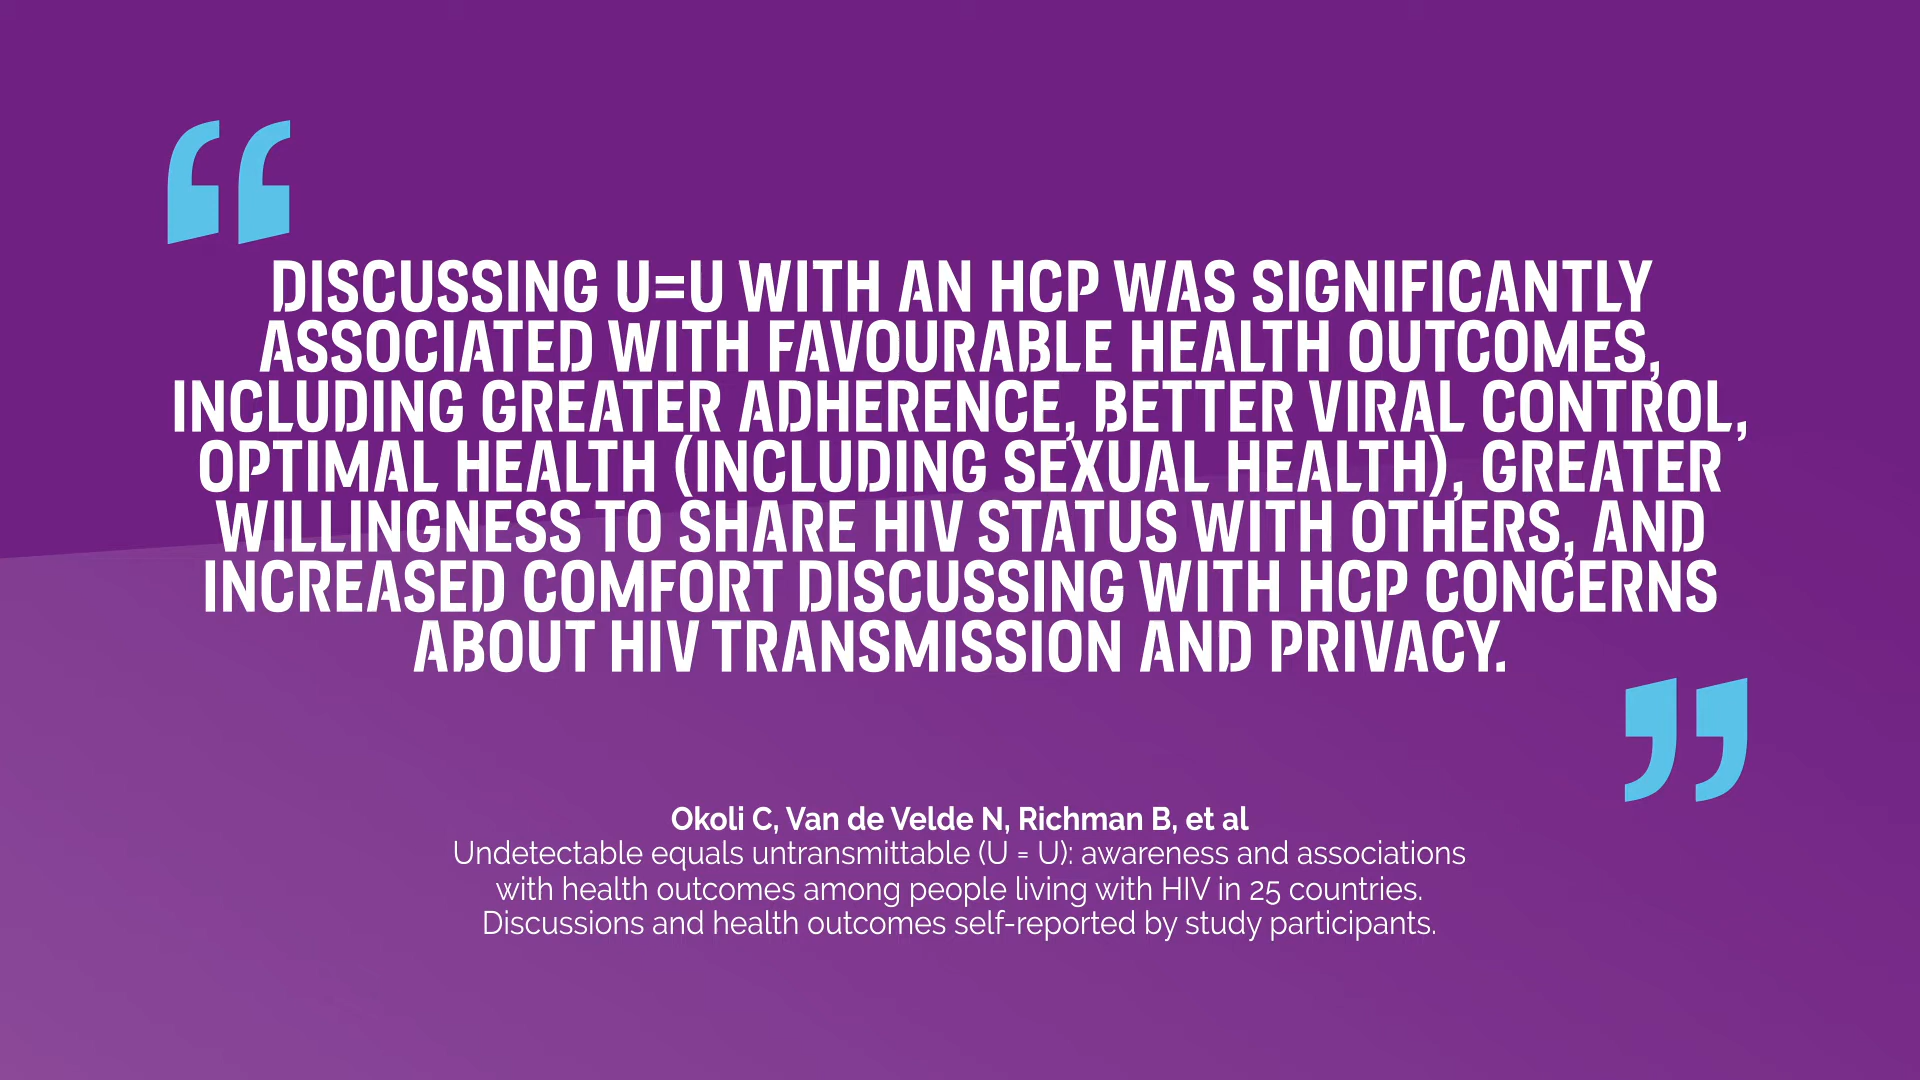 “
DISCUSSING U=U WITH AN HCP WAS SIGNIFICANTLY
ASSOCIATED WITH FAVOURABLE HEALTH OUTCOMES,
INCLUDING GREATER ADHERENCE, BETTER VIRAL CONTROL,
OPTIMAL HEALTH (INCLUDING SEXUAL HEALTH), GREATER
WILLINGNESS TO SHARE HIV STATUS WITH OTHERS, AND
INCREASED COMFORT DISCUSSING WITH HCP CONCERNS
ABOUT HIV TRANSMISSION AND PRIVACY.
”
Okoli C, Van de Velde N, Richman B, et al
Undetectable equals untransmittable (U = U): awareness and associations
with health outcomes among people living with HIV in 25 countries.
Discussions and health outcomes self-reported by study participants.